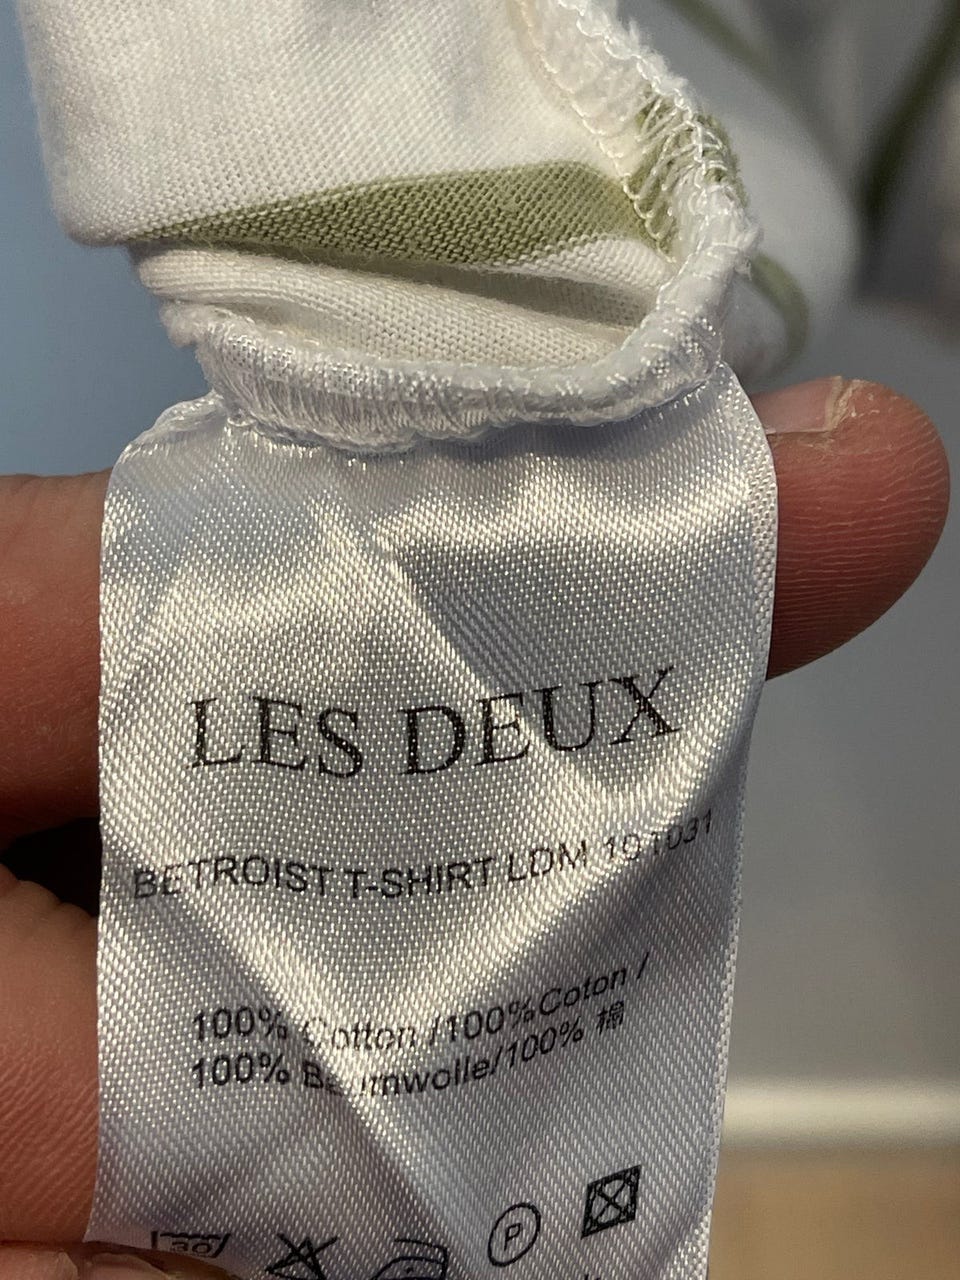 LES DEUX
BETROIST T-SHIRT LDM 101031
100% Cotton /100%Coton /
100% Baumwolle/100% 棉
P